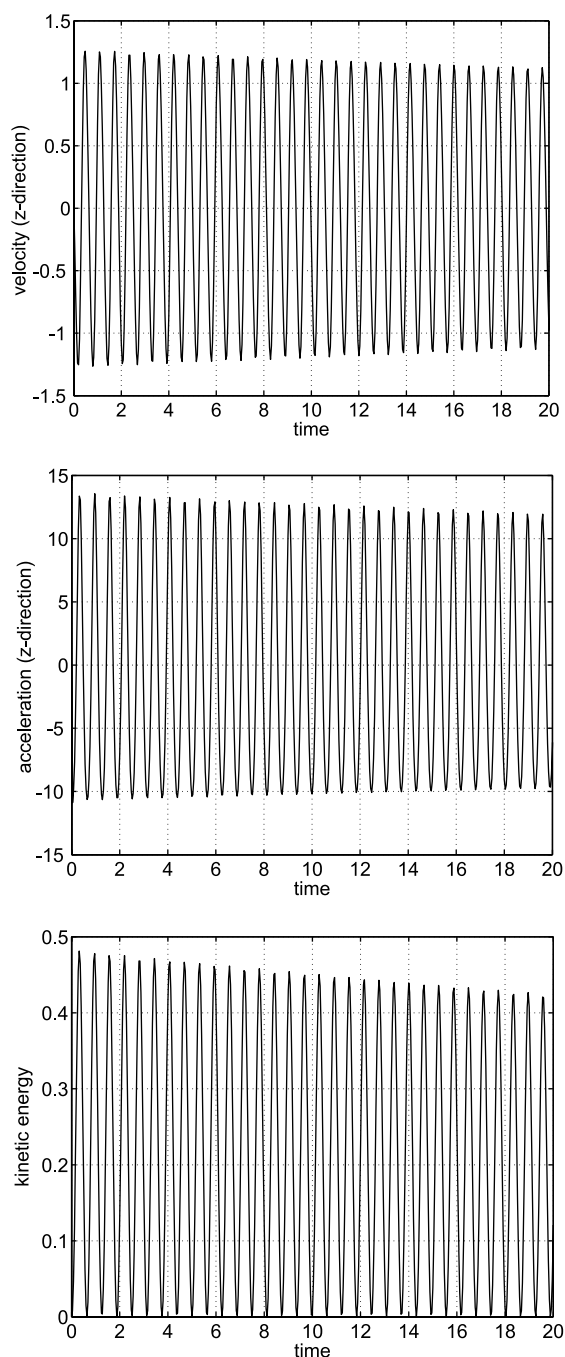 1.5
1
0.5
0
-0.5
-1
-1.5
velocity (z-direction)
0 2 4 6 8 10 12 14 16 18 20
time
15
10
5
0
-5
-10
-15
acceleration (z-direction)
0 2 4 6 8 10 12 14 16 18 20
time
0.5
0.4
0.3
0.2
0.1
0
kinetic energy
0 2 4 6 8 10 12 14 16 18 20
time